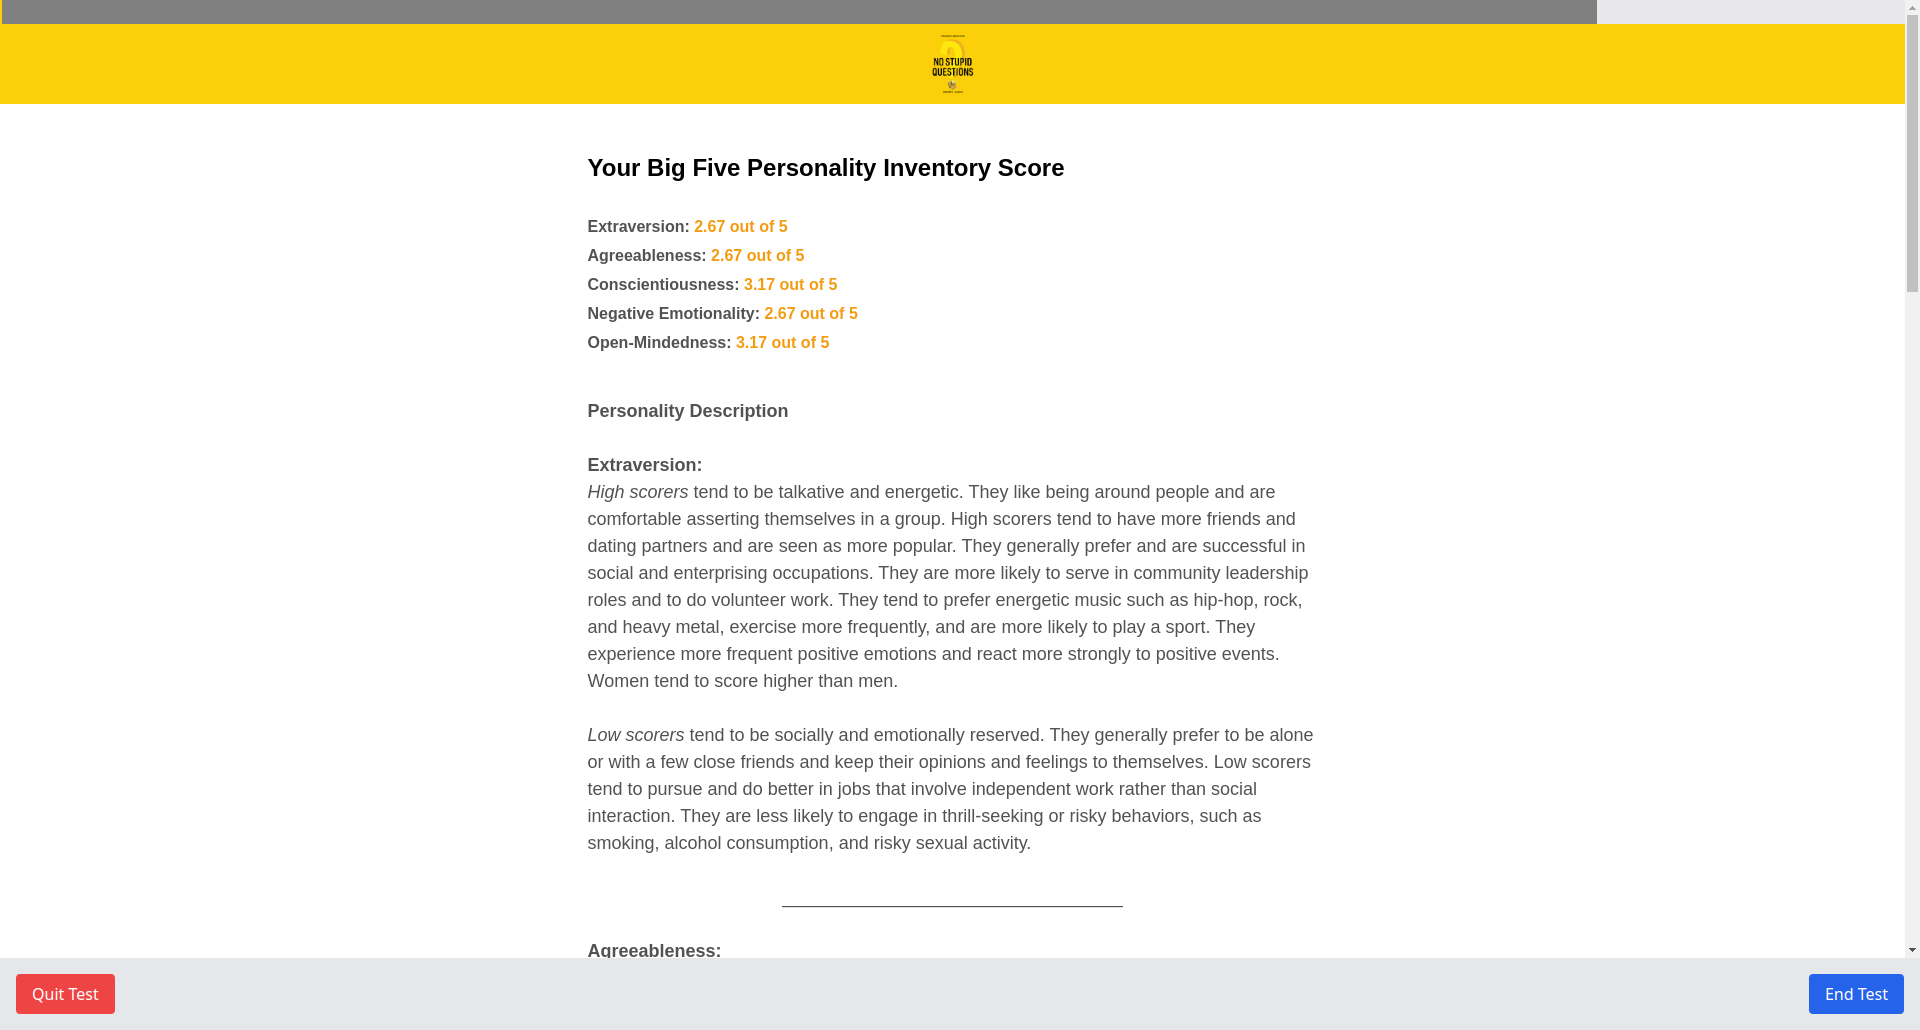 NO STUPID
QUESTIONS
Your Big Five Personality Inventory Score
Extraversion: 2.67 out of 5
Agreeableness: 2.67 out of 5
Conscientiousness: 3.17 out of 5
Negative Emotionality: 2.67 out of 5
Open-Mindedness: 3.17 out of 5
Personality Description
Extraversion:
High scorers tend to be talkative and energetic. They like being around people and are
comfortable asserting themselves in a group. High scorers tend to have more friends and
dating partners and are seen as more popular. They generally prefer and are successful in
social and enterprising occupations. They are more likely to serve in community leadership
roles and to do volunteer work. They tend to prefer energetic music such as hip-hop, rock,
and heavy metal, exercise more frequently, and are more likely to play a sport. They
experience more frequent positive emotions and react more strongly to positive events.
Women tend to score higher than men.
Low scorers tend to be socially and emotionally reserved. They generally prefer to be alone
or with a few close friends and keep their opinions and feelings to themselves. Low scorers
tend to pursue and do better in jobs that involve independent work rather than social
interaction. They are less likely to engage in thrill-seeking or risky behaviors, such as
smoking, alcohol consumption, and risky sexual activity.
Agreeableness:
Quit Test
End Test